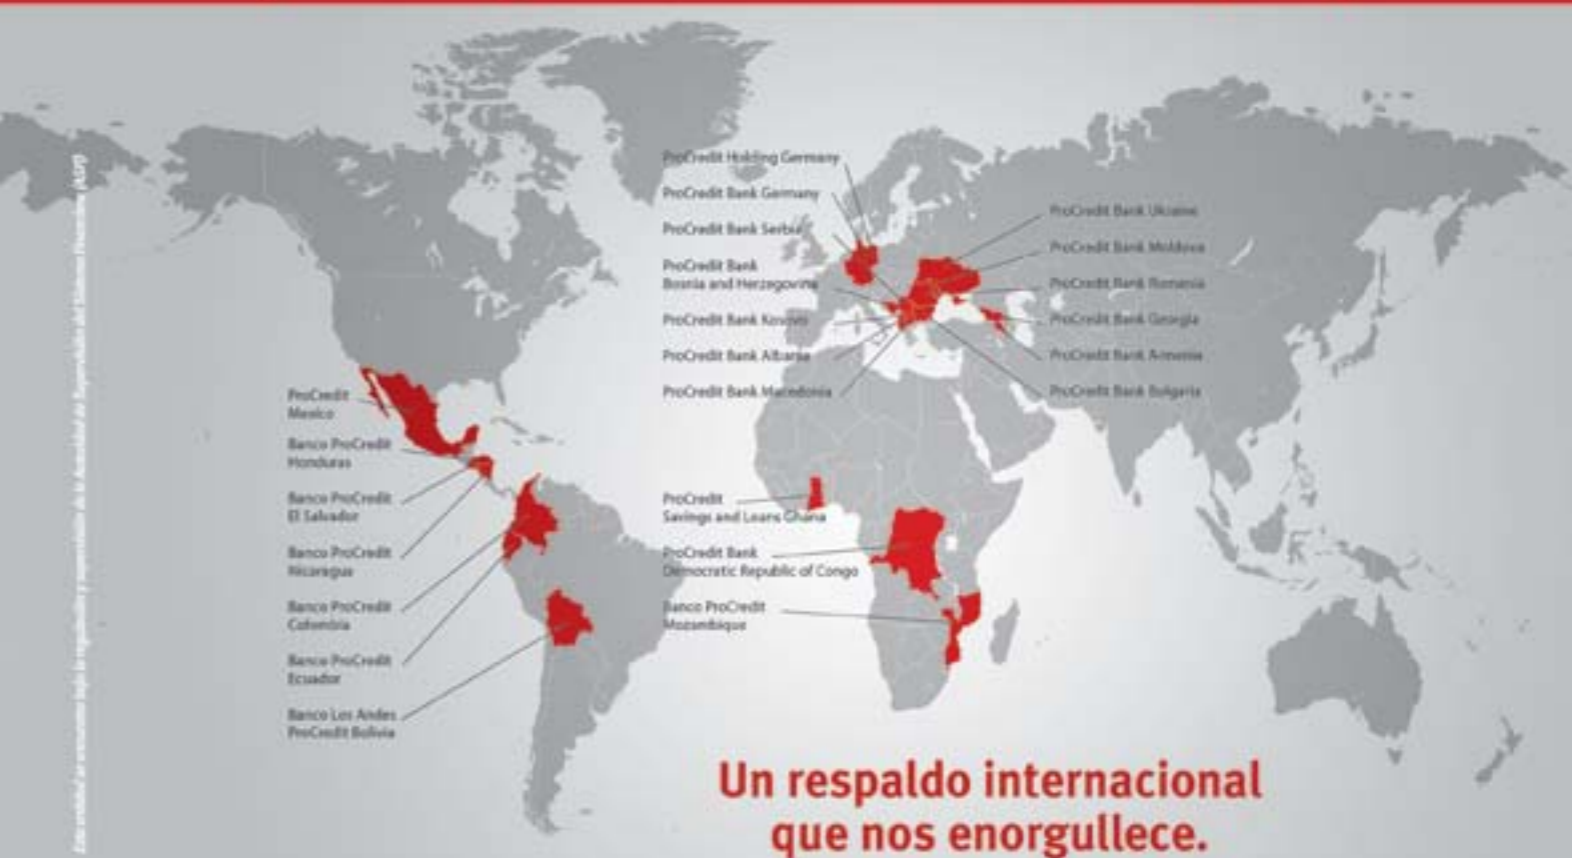 ProCredit Holding Germany
ProCredit Bank Germany
ProCredit Bank Serbia
ProCredit Bank
Bosnia and Herzegovina
ProCredit Bank Kosovo
ProCredit Bank Albania
ProCredit Bank Macedonia
ProCredit Bank Ukraine
ProCredit Bank Moldova
ProCredit Bank Romania
ProCredit Bank Georgia
ProCredit Bank Armenia
ProCredit Bank Bulgaria
ProCredit
Mexico
Banco ProCredit
Honduras
Banco ProCredit
El Salvador
Banco ProCredit
Nicaragua
Banco ProCredit
Colombia
Banco ProCredit
Ecuador
Banco Los Andes
ProCredit Bolivia
ProCredit
Savings and Loans Ghana
ProCredit Bank
Democratic Republic of Congo
Banco ProCredit
Mozambique
Un respaldo internacional
que nos enorgullece.